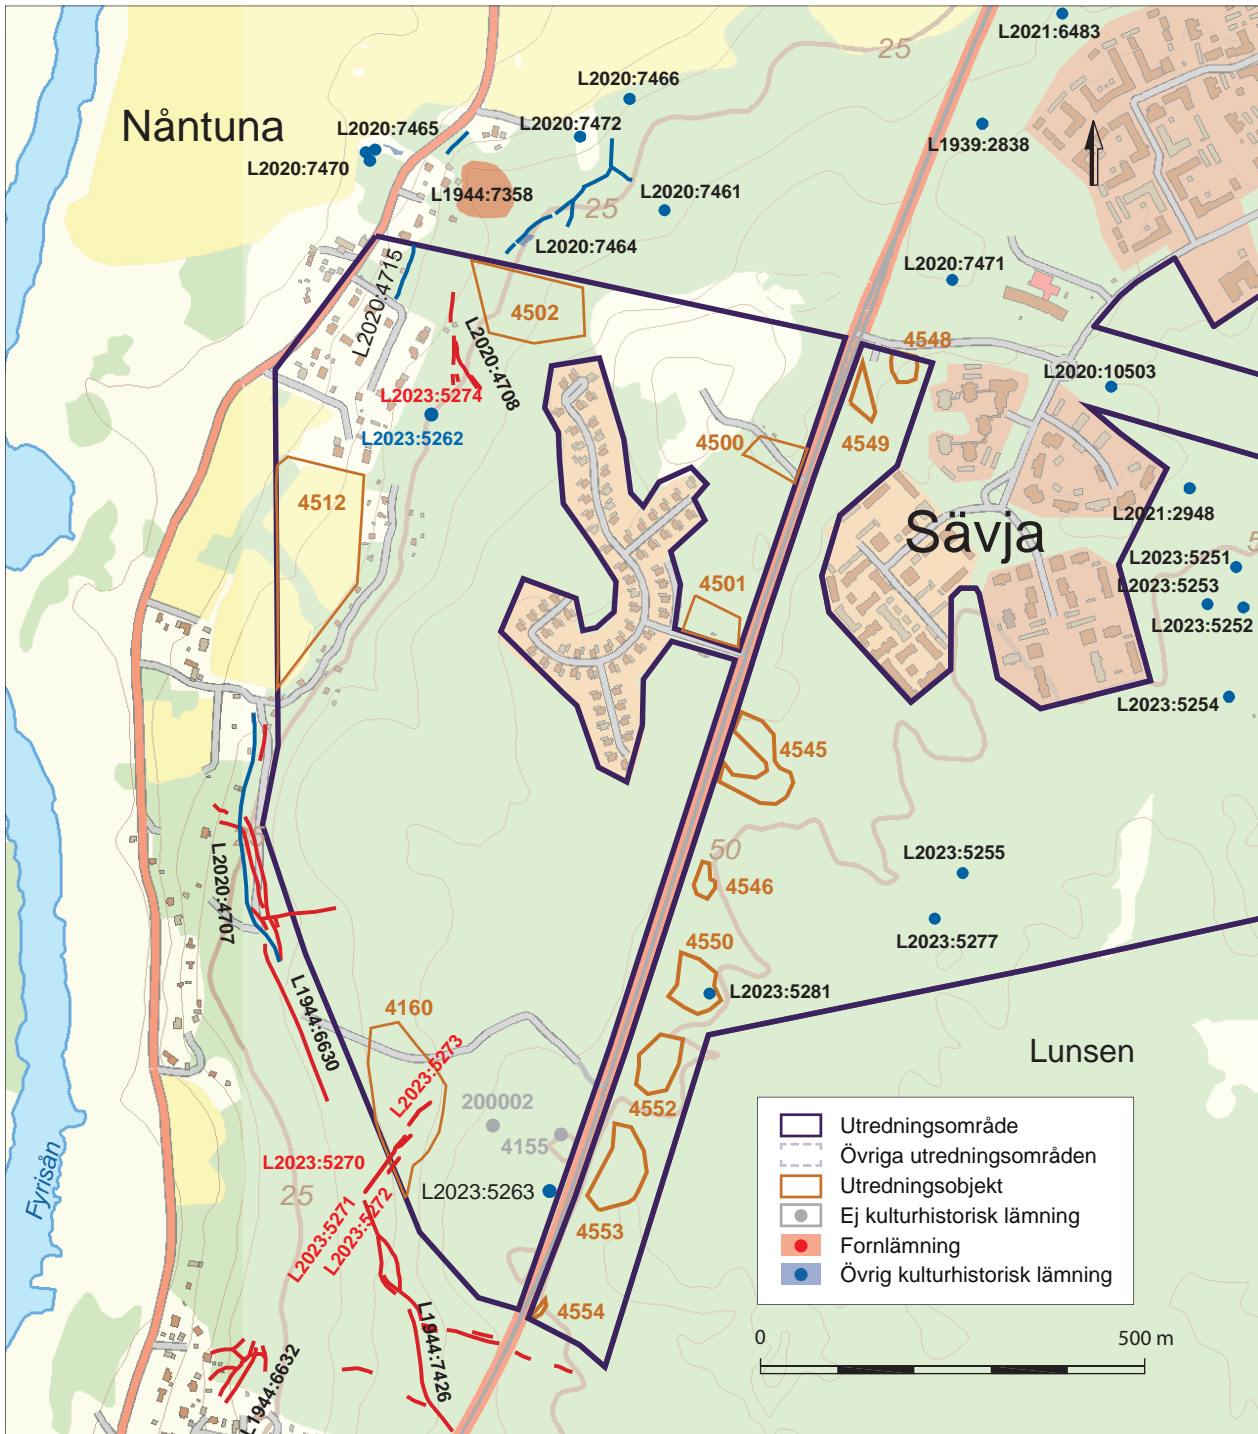 L2021:6483
25
L2020:7466
Nåntuna
L2020:7465
L2020:7472
L1939:2838
L2020:7470
L1944:7358
L2020:7461
25
L2020:7464
L2020:4715
L2020:7471
4502
4548
L2020:4708
L2020:10503
L2023:5274
L2023:5262
4500
4549
4512
L2021:2948
Sävja
5
L2023:5251
4501
L2023:5253
L2023:5252
L2023:5254
4545
25
50
L2023:5255
L2020:4707
4546
L2023:5277
4550
L2023:5281
L1944:6630
4160
Lunsen
L2023:5273
200002
4552
4155
Fyrisån
L2023:5270
25
L2023:5263
L2023:5271
L2023:5272
4553
4554
L1944:7426
L1944:6632
Utredningsområde
Övriga utredningsområden
Utredningsobjekt
Ej kulturhistorisk lämning
Fornlämning
Övrig kulturhistorisk lämning
0
500 m